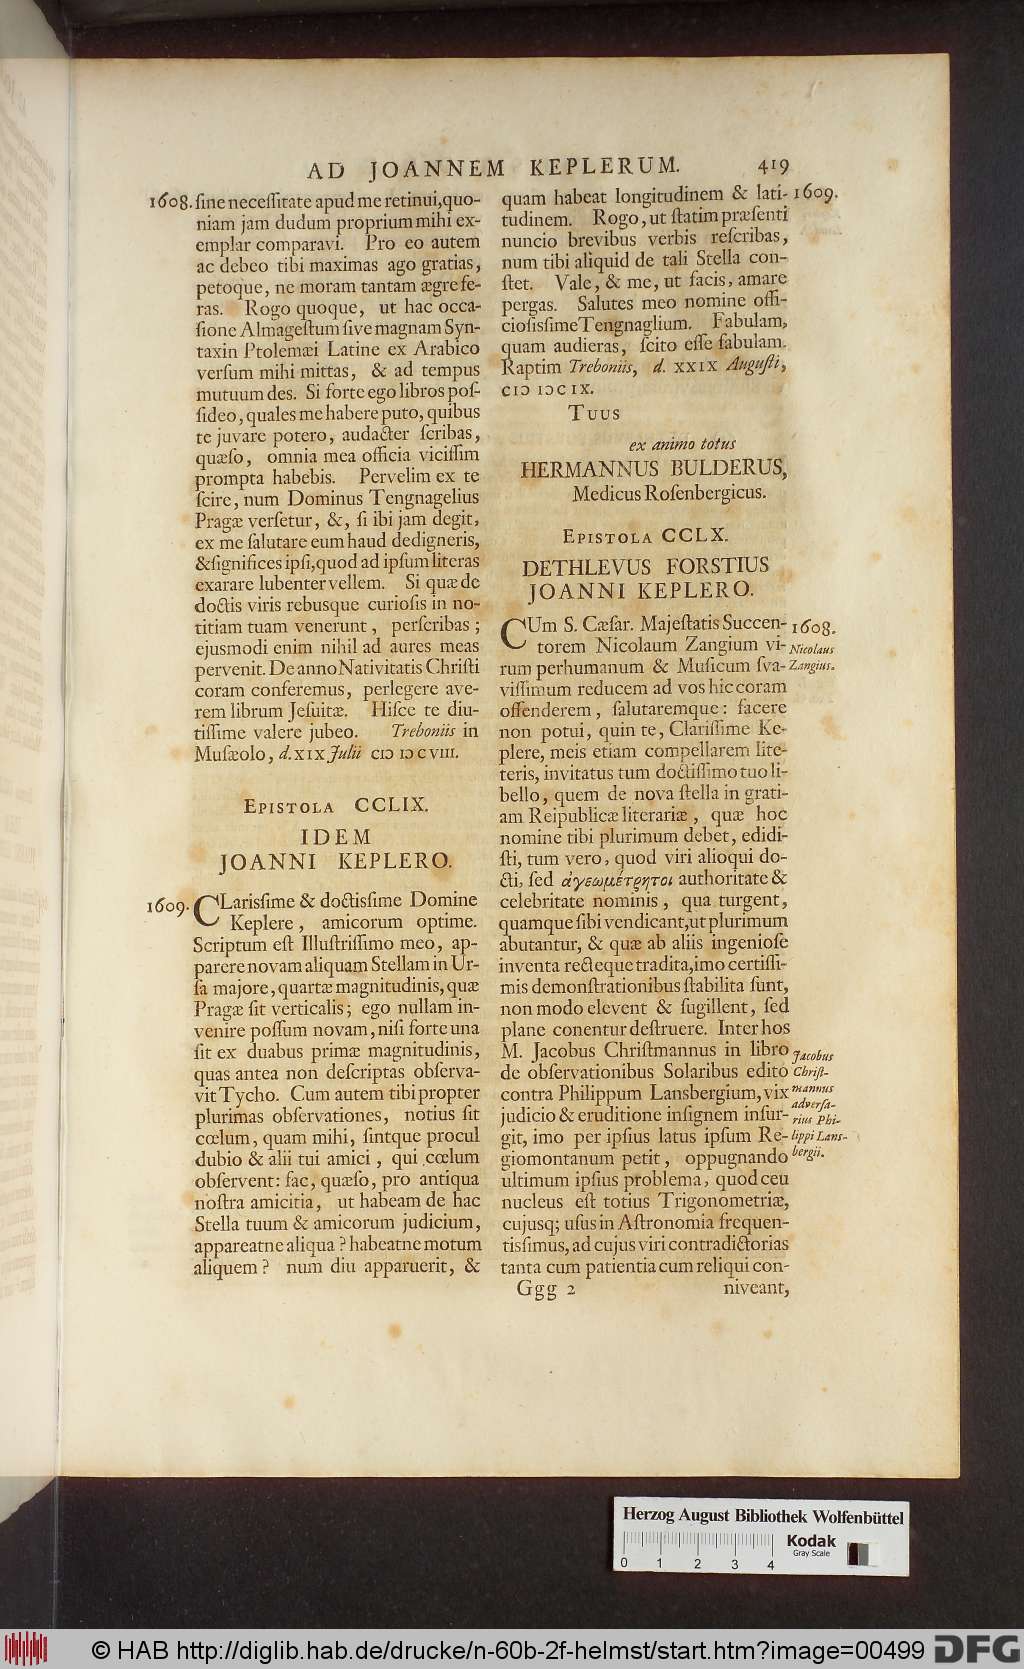 AD JOANNEM KEPLERUM. 419
1608. ſine neceſſitate apud me retinui, quo-
niam jam dudum proprium mihi ex-
emplar comparavi. Pro eo autem
ac debeo tibi maximas ago gratias,
petoque, ne moram tantam ægre fe-
ras. Rogo quoque, ut hac occa-
ſione Almageſtum ſive magnam Syn-
taxin Ptolemæi Latine ex Arabico
verſum mihi mittas, & ad tempus
mutuum des. Si forte ego libros poſ-
ſideo, quales me habere puto, quibus
te juvare potero, audacter ſcribas,
quæſo, omnia mea officia viciſſim
prompta habebis. Pervelim ex te
ſcire, num Dominus Tengnagelius
Pragæ verſetur, &, ſi ibi jam degit,
ex me ſalutare eum haud dedigneris,
& ſignifices ipſi, quod ad ipſum literas
exarare lubenter vellem. Si quæ de
doctis viris rebusque curioſis in no-
titiam tuam venerunt, perſcribas;
ejusmodi enim nihil ad aures meas
pervenit. De anno Nativitatis Chriſti
coram conferemus, perlegere ave-
rem librum Jeſuitæ. Hiſce te diu-
tiſſime valere jubeo. Treboniis in
Muſæolo, d. XIX Julii CIↃ IↃ C VIII.
EPISTOLA CCLIX.
IDEM
JOANNI KEPLERO.
1609. CLarisſime & doctisſime Domine
Keplere, amicorum optime.
Scriptum eſt Illuſtriſſimo meo, ap-
parere novam aliquam Stellam in Ur-
ſa majore, quartæ magnitudinis, quæ
Pragæ ſit verticalis; ego nullam in-
venire poſſum novam, niſi forte una
ſit ex duabus primæ magnitudinis,
quas antea non deſcriptas obſerva-
vit Tycho. Cum autem tibi propter
plurimas obſervationes, notius ſit
cœlum, quam mihi, ſintque procul
dubio & alii tui amici, qui cœlum
obſervent: fac, quæſo, pro antiqua
noſtra amicitia, ut habeam de hac
Stella tuum & amicorum judicium,
appareatne aliqua? habeatne motum
aliquem? num diu apparuerit, &
quam habeat longitudinem & lati- 1609.
tudinem. Rogo, ut ſtatim præſenti
nuncio brevibus verbis reſcribas,
num tibi aliquid de tali Stella con-
ſtet. Vale, & me, ut facis, amare
pergas. Salutes meo nomine offi-
cioſisſime Tengnaglium. Fabulam,
quam audieras, ſcito eſſe fabulam.
Raptim Treboniis, d. XXIX Auguſti,
CIↃ IↃ C IX.
TUUS
ex animo totus
HERMANNUS BULDERUS,
Medicus Roſenbergicus.
EPISTOLA CCLX.
DETHLEVUS FORSTIUS
JOANNI KEPLERO.
CUm S. Cæſar. Majeſtatis Succen- 1608.
torem Nicolaum Zangium vi- Nicolaus
rum perhumanum & Muſicum ſva- Zangius.
viſſimum reducem ad vos hic coram
offenderem, ſalutaremque: facere
non potui, quin te, Clariſſime Ke-
plere, meis etiam compellarem lite-
teris, invitatus tum doctiſſimo tuo li-
bello, quem de nova ſtella in grati-
am Reipublicæ literariæ, quæ hoc
nomine tibi plurimum debet, edidi-
ſti, tum vero, quod viri alioqui do-
cti, ſed ἀγεωμέτρητοι authoritate &
celebritate nominis, qua turgent,
quamque ſibi vendicant, ut plurimum
abutantur, & quæ ab aliis ingenioſe
inventa recteque tradita, imo certiſſi-
mis demonſtrationibus ſtabilita ſunt,
non modo elevent & ſugillent, ſed
plane conentur deſtruere. Inter hos
M. Jacobus Chriſtmannus in libro Jacobus
de obſervationibus Solaribus edito Chriſt-
contra Philippum Lansbergium, vix mannus
judicio & eruditione inſignem inſur- adverſa-
rius Phi-
git, imo per ipſius latus ipſum Re- lippi Lans-
giomontanum petit, oppugnando bergii.
ultimum ipſius problema, quod ceu
nucleus eſt totius Trigonometriæ,
cujusq; uſus in Aſtronomia frequen-
tisſimus, ad cujus viri contradictorias
tanta cum patientia cum reliqui con-
Ggg 2 niveant,
Herzog August Bibliothek Wolfenbüttel
Kodak
Gray Scale
0 1 2 3 4
© HAB http://diglib.hab.de/drucke/n-60b-2f-helmst/start.htm?image=00499 DFG